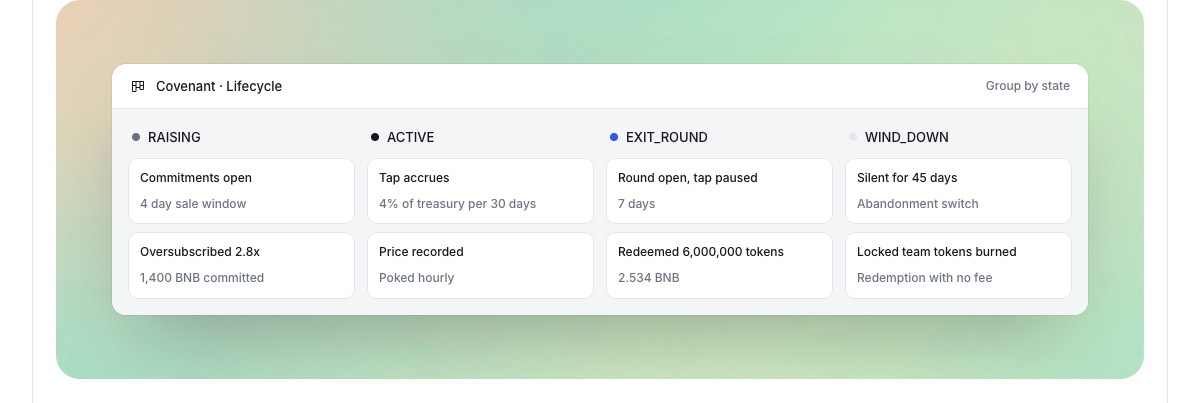 Covenant · Lifecycle
Group by state
RAISING
Commitments open
4 day sale window
Oversubscribed 2.8x
1,400 BNB committed
ACTIVE
Tap accrues
4% of treasury per 30 days
Price recorded
Poked hourly
EXIT_ROUND
Round open, tap paused
7 days
Redeemed 6,000,000 tokens
2.534 BNB
WIND_DOWN
Silent for 45 days
Abandonment switch
Locked team tokens burned
Redemption with no fee